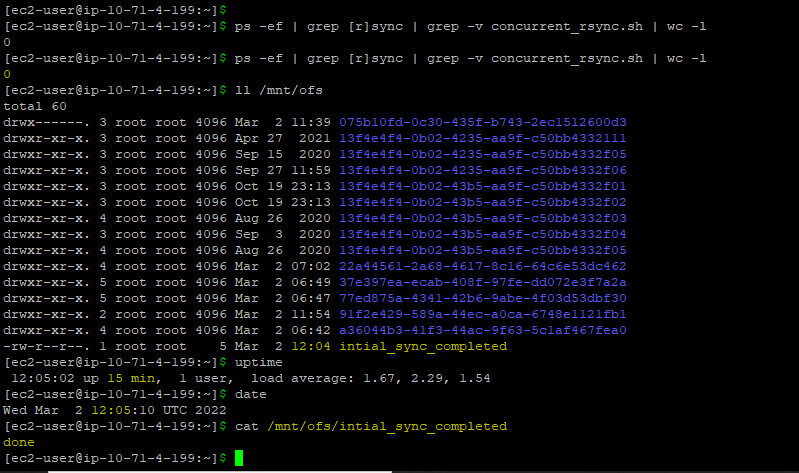 [ec2-user@ip-10-71-4-199:~]$
[ec2-user@ip-10-71-4-199:~]$ ps -ef | grep [r]sync | grep -v concurrent_rsync.sh | wc -l
0
[ec2-user@ip-10-71-4-199:~]$ ps -ef | grep [r]sync | grep -v concurrent_rsync.sh | wc -l
0
[ec2-user@ip-10-71-4-199:~]$ ll /mnt/ofs
total 60
drwx------. 3 root root 4096 Mar  2 11:39 075b10fd-0c30-435f-b743-2ec1512600d3
drwxr-xr-x. 3 root root 4096 Apr 27  2021 13f4e4f4-0b02-4235-aa9f-c50bb4332111
drwxr-xr-x. 3 root root 4096 Sep 15  2020 13f4e4f4-0b02-4235-aa9f-c50bb4332f05
drwxr-xr-x. 3 root root 4096 Sep 27 11:59 13f4e4f4-0b02-4235-aa9f-c50bb4332f06
drwxr-xr-x. 3 root root 4096 Oct 19 23:13 13f4e4f4-0b02-43b5-aa9f-c50bb4332f01
drwxr-xr-x. 3 root root 4096 Oct 19 23:13 13f4e4f4-0b02-43b5-aa9f-c50bb4332f02
drwxr-xr-x. 4 root root 4096 Aug 26  2020 13f4e4f4-0b02-43b5-aa9f-c50bb4332f03
drwxr-xr-x. 3 root root 4096 Sep  3  2020 13f4e4f4-0b02-43b5-aa9f-c50bb4332f04
drwxr-xr-x. 4 root root 4096 Aug 26  2020 13f4e4f4-0b02-43b5-aa9f-c50bb4332f05
drwxr-xr-x. 4 root root 4096 Mar  2 07:02 22a44561-2a68-4617-8c16-64c6e53dc462
drwxr-xr-x. 5 root root 4096 Mar  2 06:49 37e397ea-ecab-408f-97fe-dd072e3f7a2a
drwxr-xr-x. 5 root root 4096 Mar  2 06:47 77ed875a-4341-42b6-9abe-4f03d53dbf30
drwxr-xr-x. 2 root root 4096 Mar  2 11:54 91f2e429-589a-44ec-a0ca-6748e1121fb1
drwxr-xr-x. 4 root root 4096 Mar  2 06:42 a36044b3-41f3-44ac-9f63-5c1af467fea0
-rw-r--r--. 1 root root    5 Mar  2 12:04 intial_sync_completed
[ec2-user@ip-10-71-4-199:~]$ uptime
 12:05:02 up 15 min,  1 user,  load average: 1.67, 2.29, 1.54
[ec2-user@ip-10-71-4-199:~]$ date
Wed Mar  2 12:05:10 UTC 2022
[ec2-user@ip-10-71-4-199:~]$ cat /mnt/ofs/intial_sync_completed
done
[ec2-user@ip-10-71-4-199:~]$